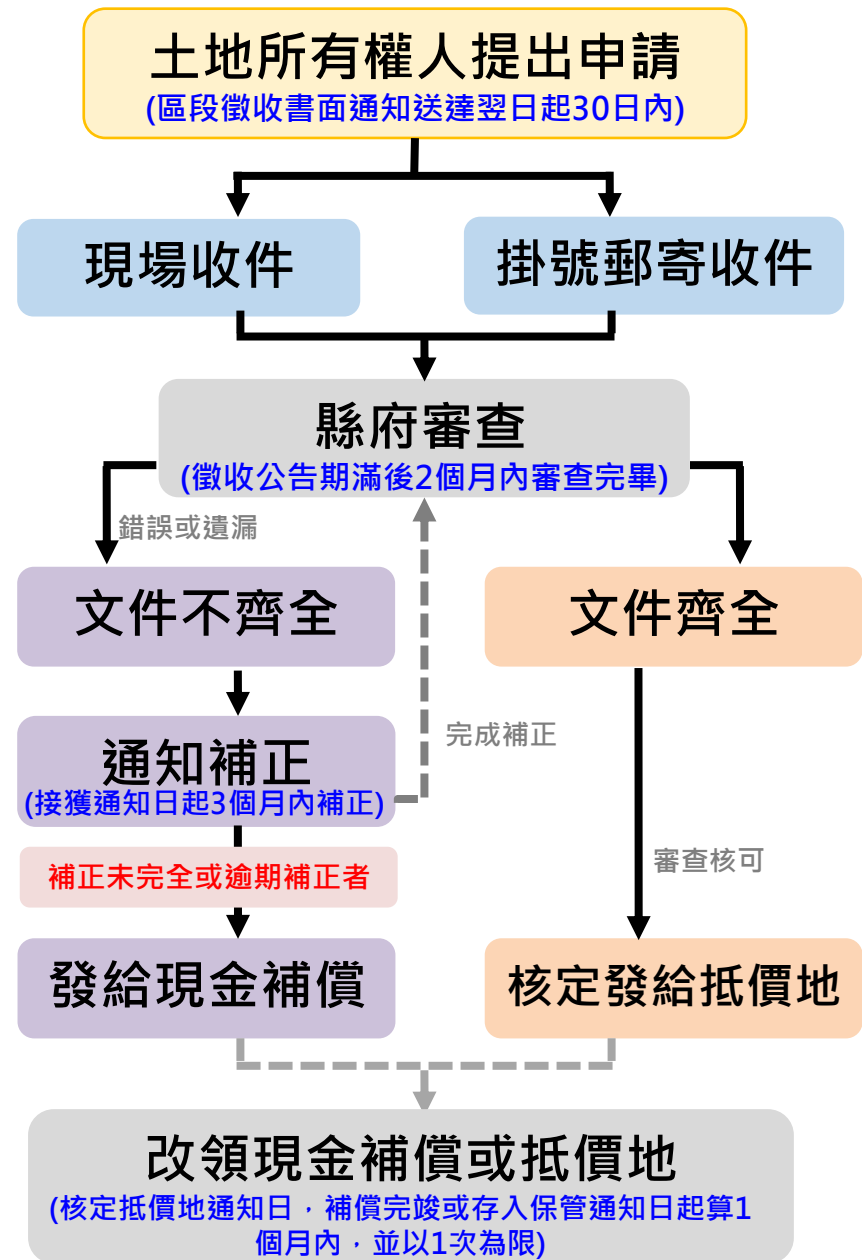 土地所有權人提出申請
(區段徵收書面通知送達翌日起30日內)
現場收件
掛號郵寄收件
縣府審查
(徵收公告期滿後2個月內審查完畢)
錯誤或遺漏
文件不齊全
文件齊全
通知補正
(接獲通知日起3個月內補正)
完成補正
補正未完全或逾期補正者
審查核可
發給現金補償
核定發給抵價地
改領現金補償或抵價地
(核定抵價地通知日，補償完竣或存入保管通知日起算1
個月內，並以1次為限)